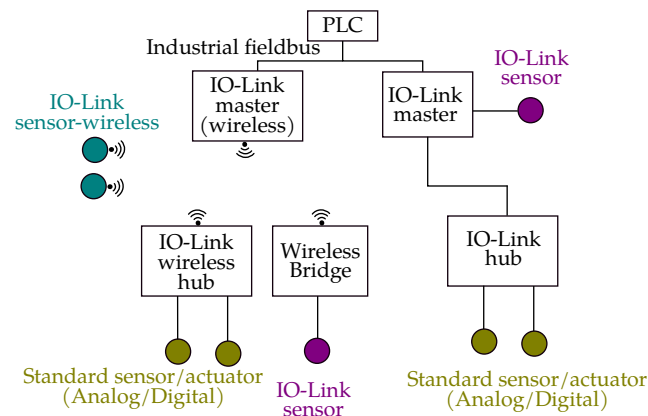 PLC
Industrial fieldbus
IO-Link
master
(wireless)
IO-Link
master
IO-Link
sensor
IO-Link
sensor-wireless
IO-Link
wireless
hub
Wireless
Bridge
IO-Link
hub
Standard sensor/actuator
(Analog/Digital)
IO-Link
sensor
Standard sensor/actuator
(Analog/Digital)